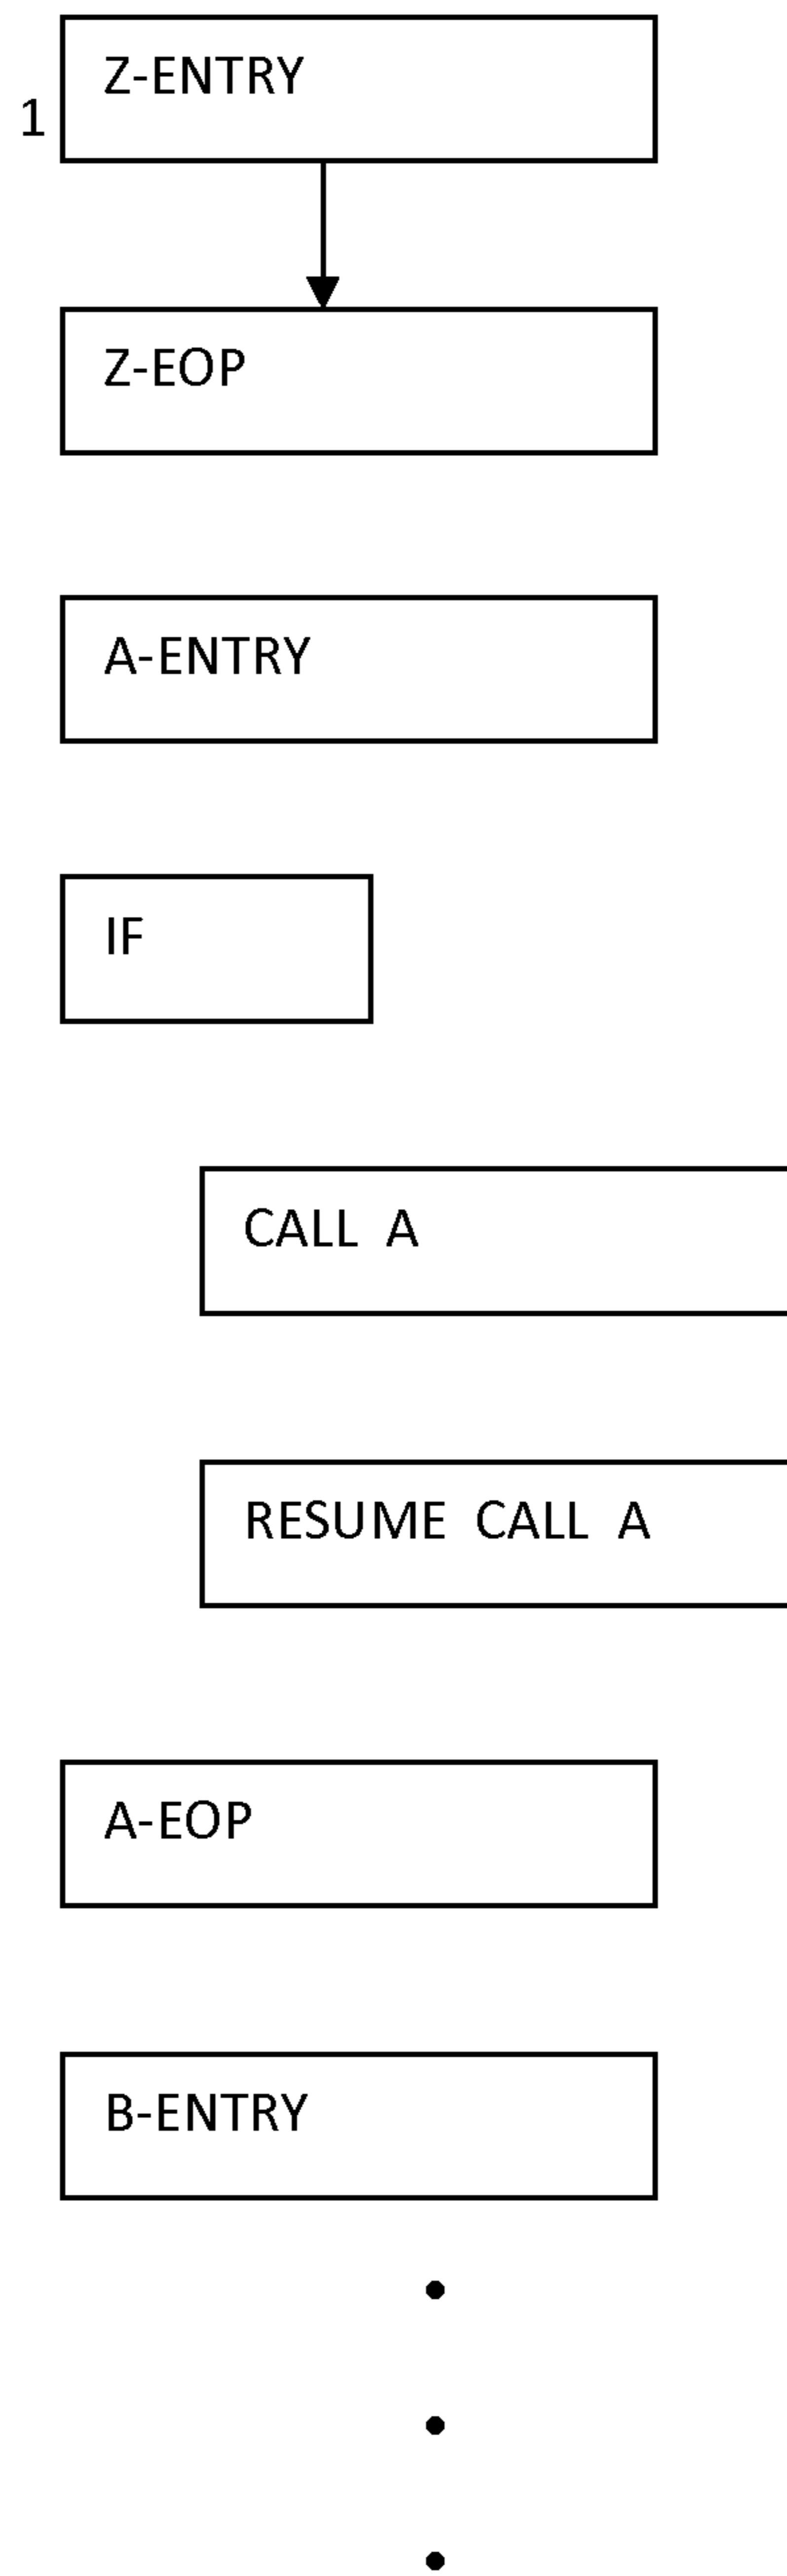 Z-ENTRY
1
Z-EOP
A-ENTRY
IF
CALL A
RESUME CALL A
A-EOP
B-ENTRY